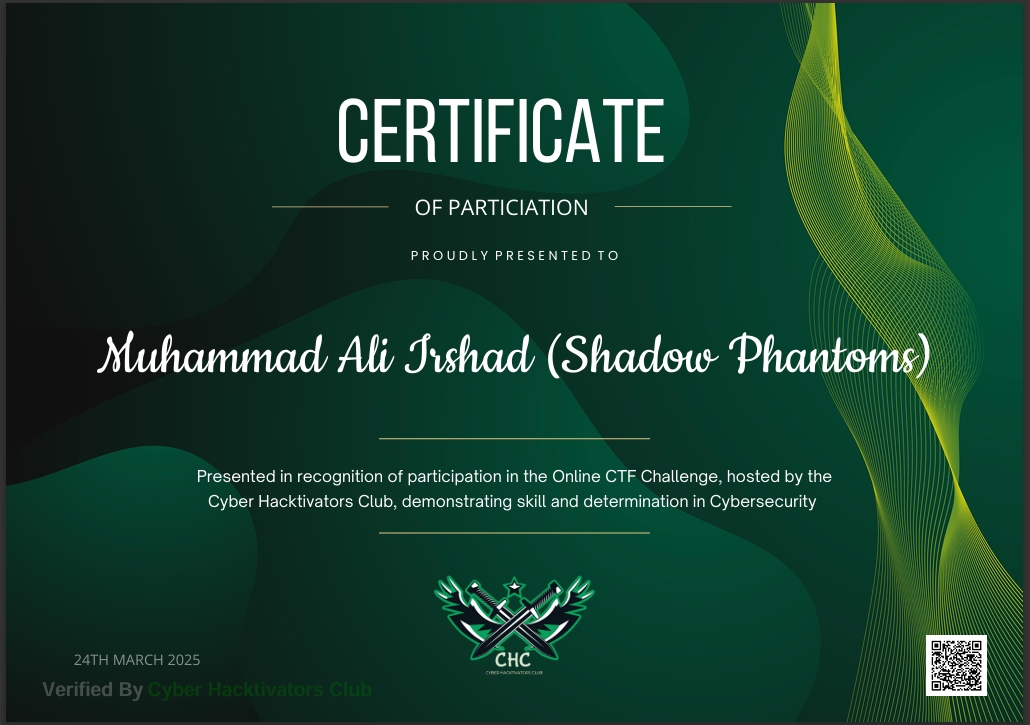 CERTIFICATE
OF PARTICIATION
PROUDLY PRESENTED TO
Muhammad Ali Irshad (Shadow Phantoms)
Presented in recognition of participation in the Online CTF Challenge, hosted by the
Cyber Hacktivators Club, demonstrating skill and determination in Cybersecurity
CHC
CYBER HACKTIVATORS CLUB
24TH MARCH 2025
Verified By Cyber Hacktivators Club